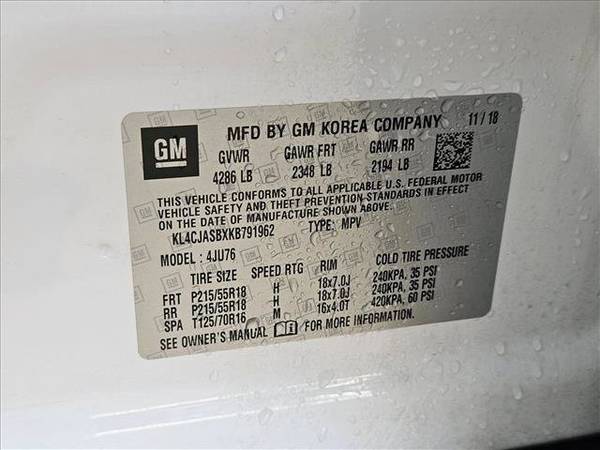 GM
MFD BY GM KOREA COMPANY 11 / 18
GVWR GAWR FRT GAWR RR
4286 LB 2348 LB 2194 LB
THIS VEHICLE CONFORMS TO ALL APPLICABLE U.S. FEDERAL MOTOR
VEHICLE SAFETY AND THEFT PREVENTION STANDARDS IN EFFECT
ON THE DATE OF MANUFACTURE SHOWN ABOVE.
KL4CJASBXKB791962 TYPE: MPV
MODEL : 4JU76
TIRE SIZE SPEED RTG RIM COLD TIRE PRESSURE
FRT P215/55R18 H 18x7.0J 240KPA, 35 PSI
RR P215/55R18 H 18x7.0J 240KPA, 35 PSI
SPA T125/70R16 M 16x4.0T 420KPA, 60 PSI
SEE OWNER'S MANUAL FOR MORE INFORMATION.